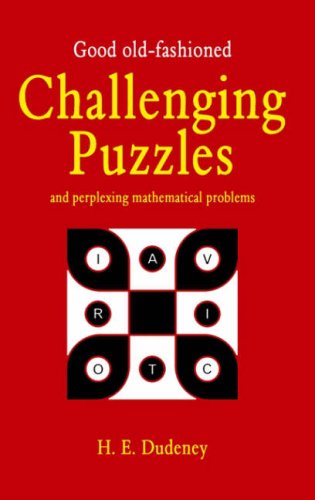 Good old-fashioned
Challenging
Puzzles
and perplexing mathematical problems
I A V
R I
O T C
H. E. Dudeney